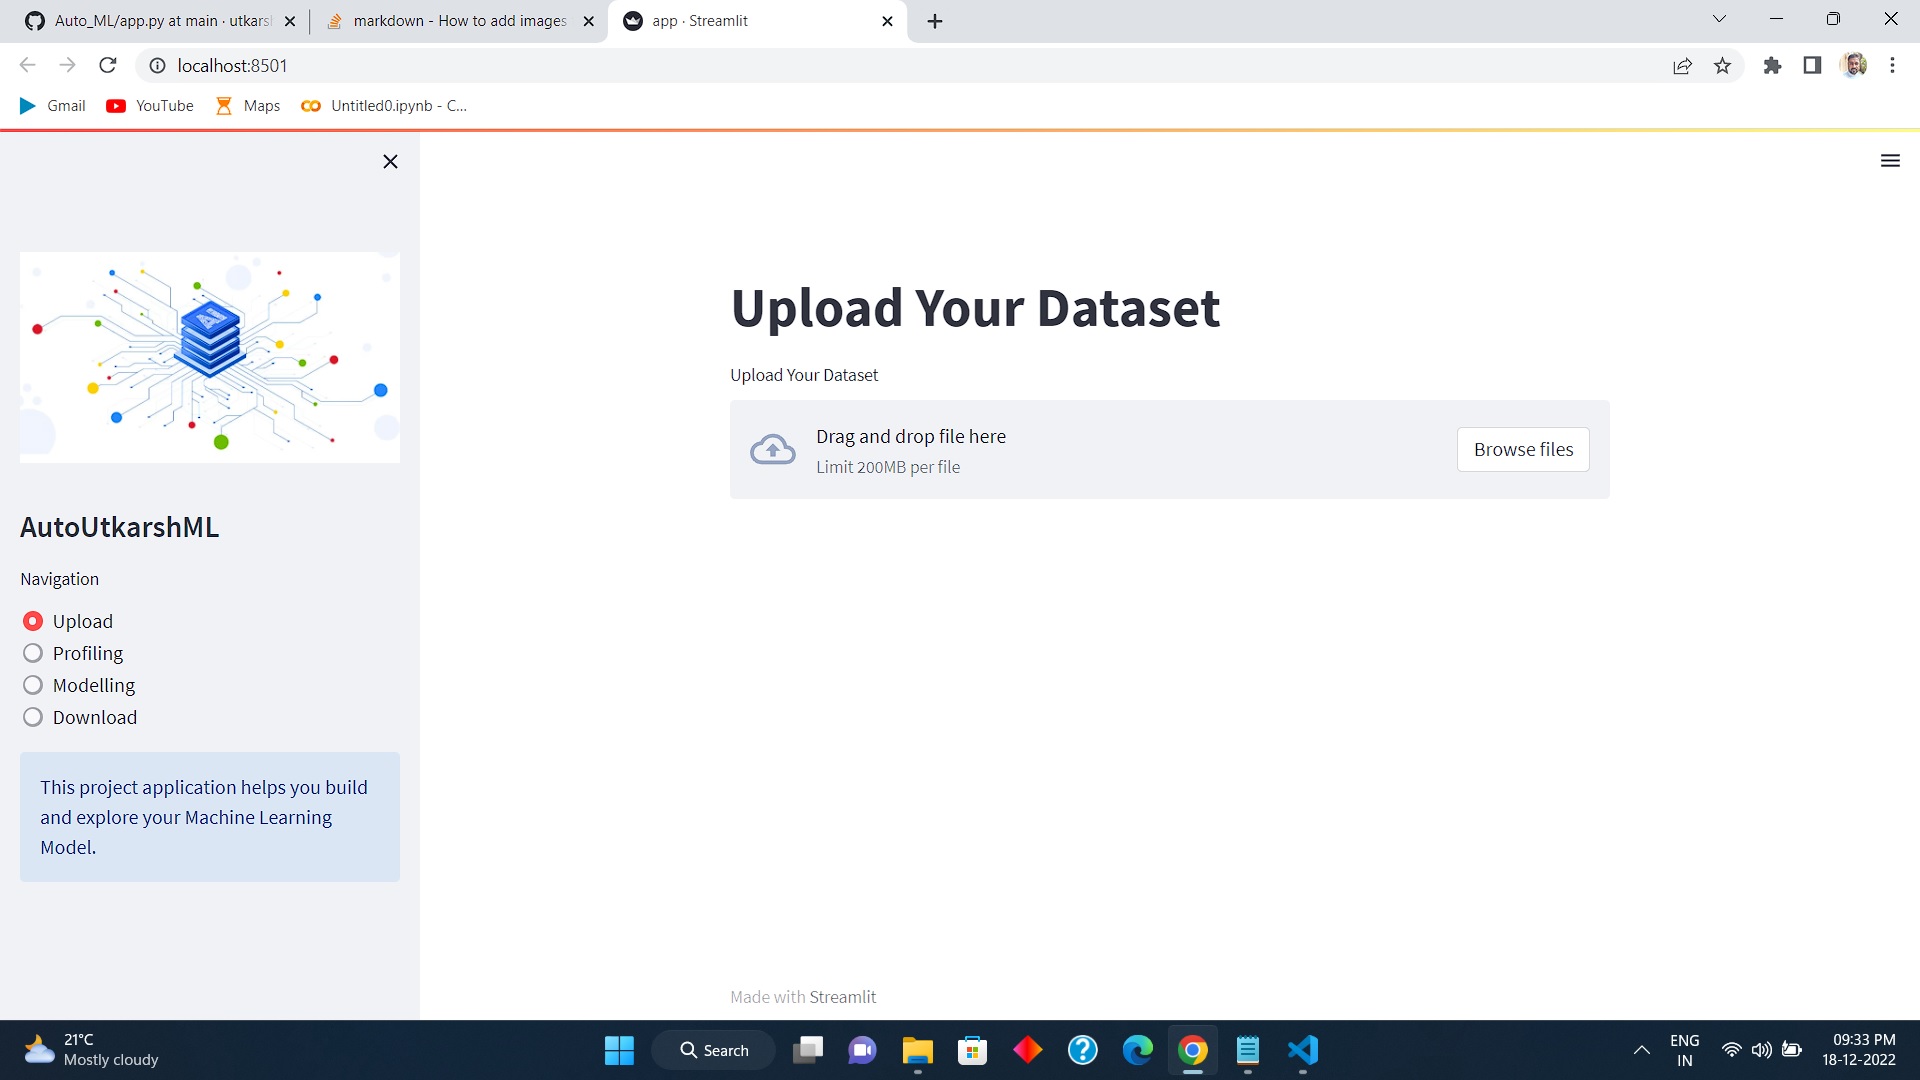 Auto_ML/app.py at main · utkarsh
markdown - How to add images
app · Streamlit
localhost:8501
Gmail
YouTube
Maps
Untitled0.ipynb - C...
AI
AutoUtkarshML
Navigation
Upload
Profiling
Modelling
Download
This project application helps you build
and explore your Machine Learning
Model.
Upload Your Dataset
Upload Your Dataset
Drag and drop file here
Limit 200MB per file
Browse files
Made with Streamlit
21°C
Mostly cloudy
Search
ENG
IN
09:33 PM
18-12-2022